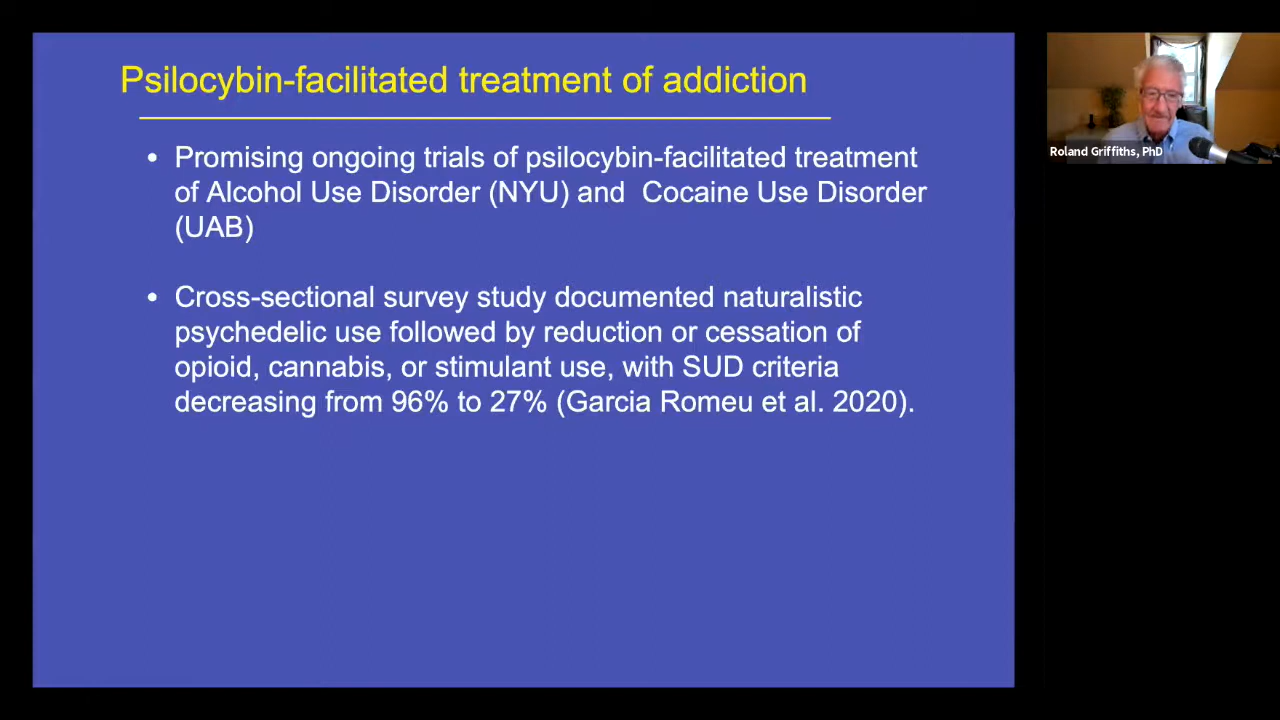 Psilocybin-facilitated treatment of addiction
• Promising ongoing trials of psilocybin-facilitated treatment
of Alcohol Use Disorder (NYU) and Cocaine Use Disorder
(UAB)
• Cross-sectional survey study documented naturalistic
psychedelic use followed by reduction or cessation of
opioid, cannabis, or stimulant use, with SUD criteria
decreasing from 96% to 27% (Garcia Romeu et al. 2020).
Roland Griffiths, PhD